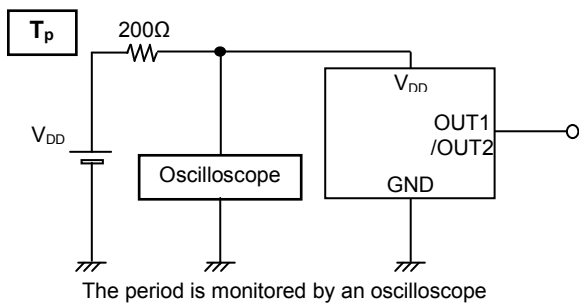 Tp
200Ω
VDD
VDD
OUT1
/OUT2
GND
Oscilloscope
The period is monitored by an oscilloscope